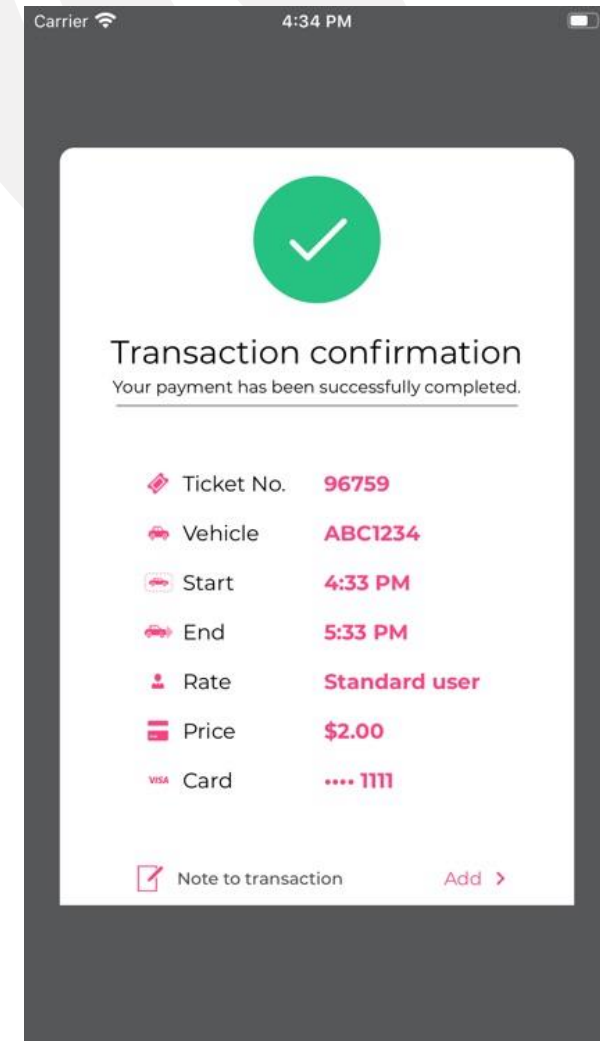 Carrier 4:34 PM
Transaction confirmation
Your payment has been successfully completed.
Ticket No. 96759
Vehicle ABC1234
Start 4:33 PM
End 5:33 PM
Rate Standard user
Price $2.00
VISA Card •••• 1111
Note to transaction Add >